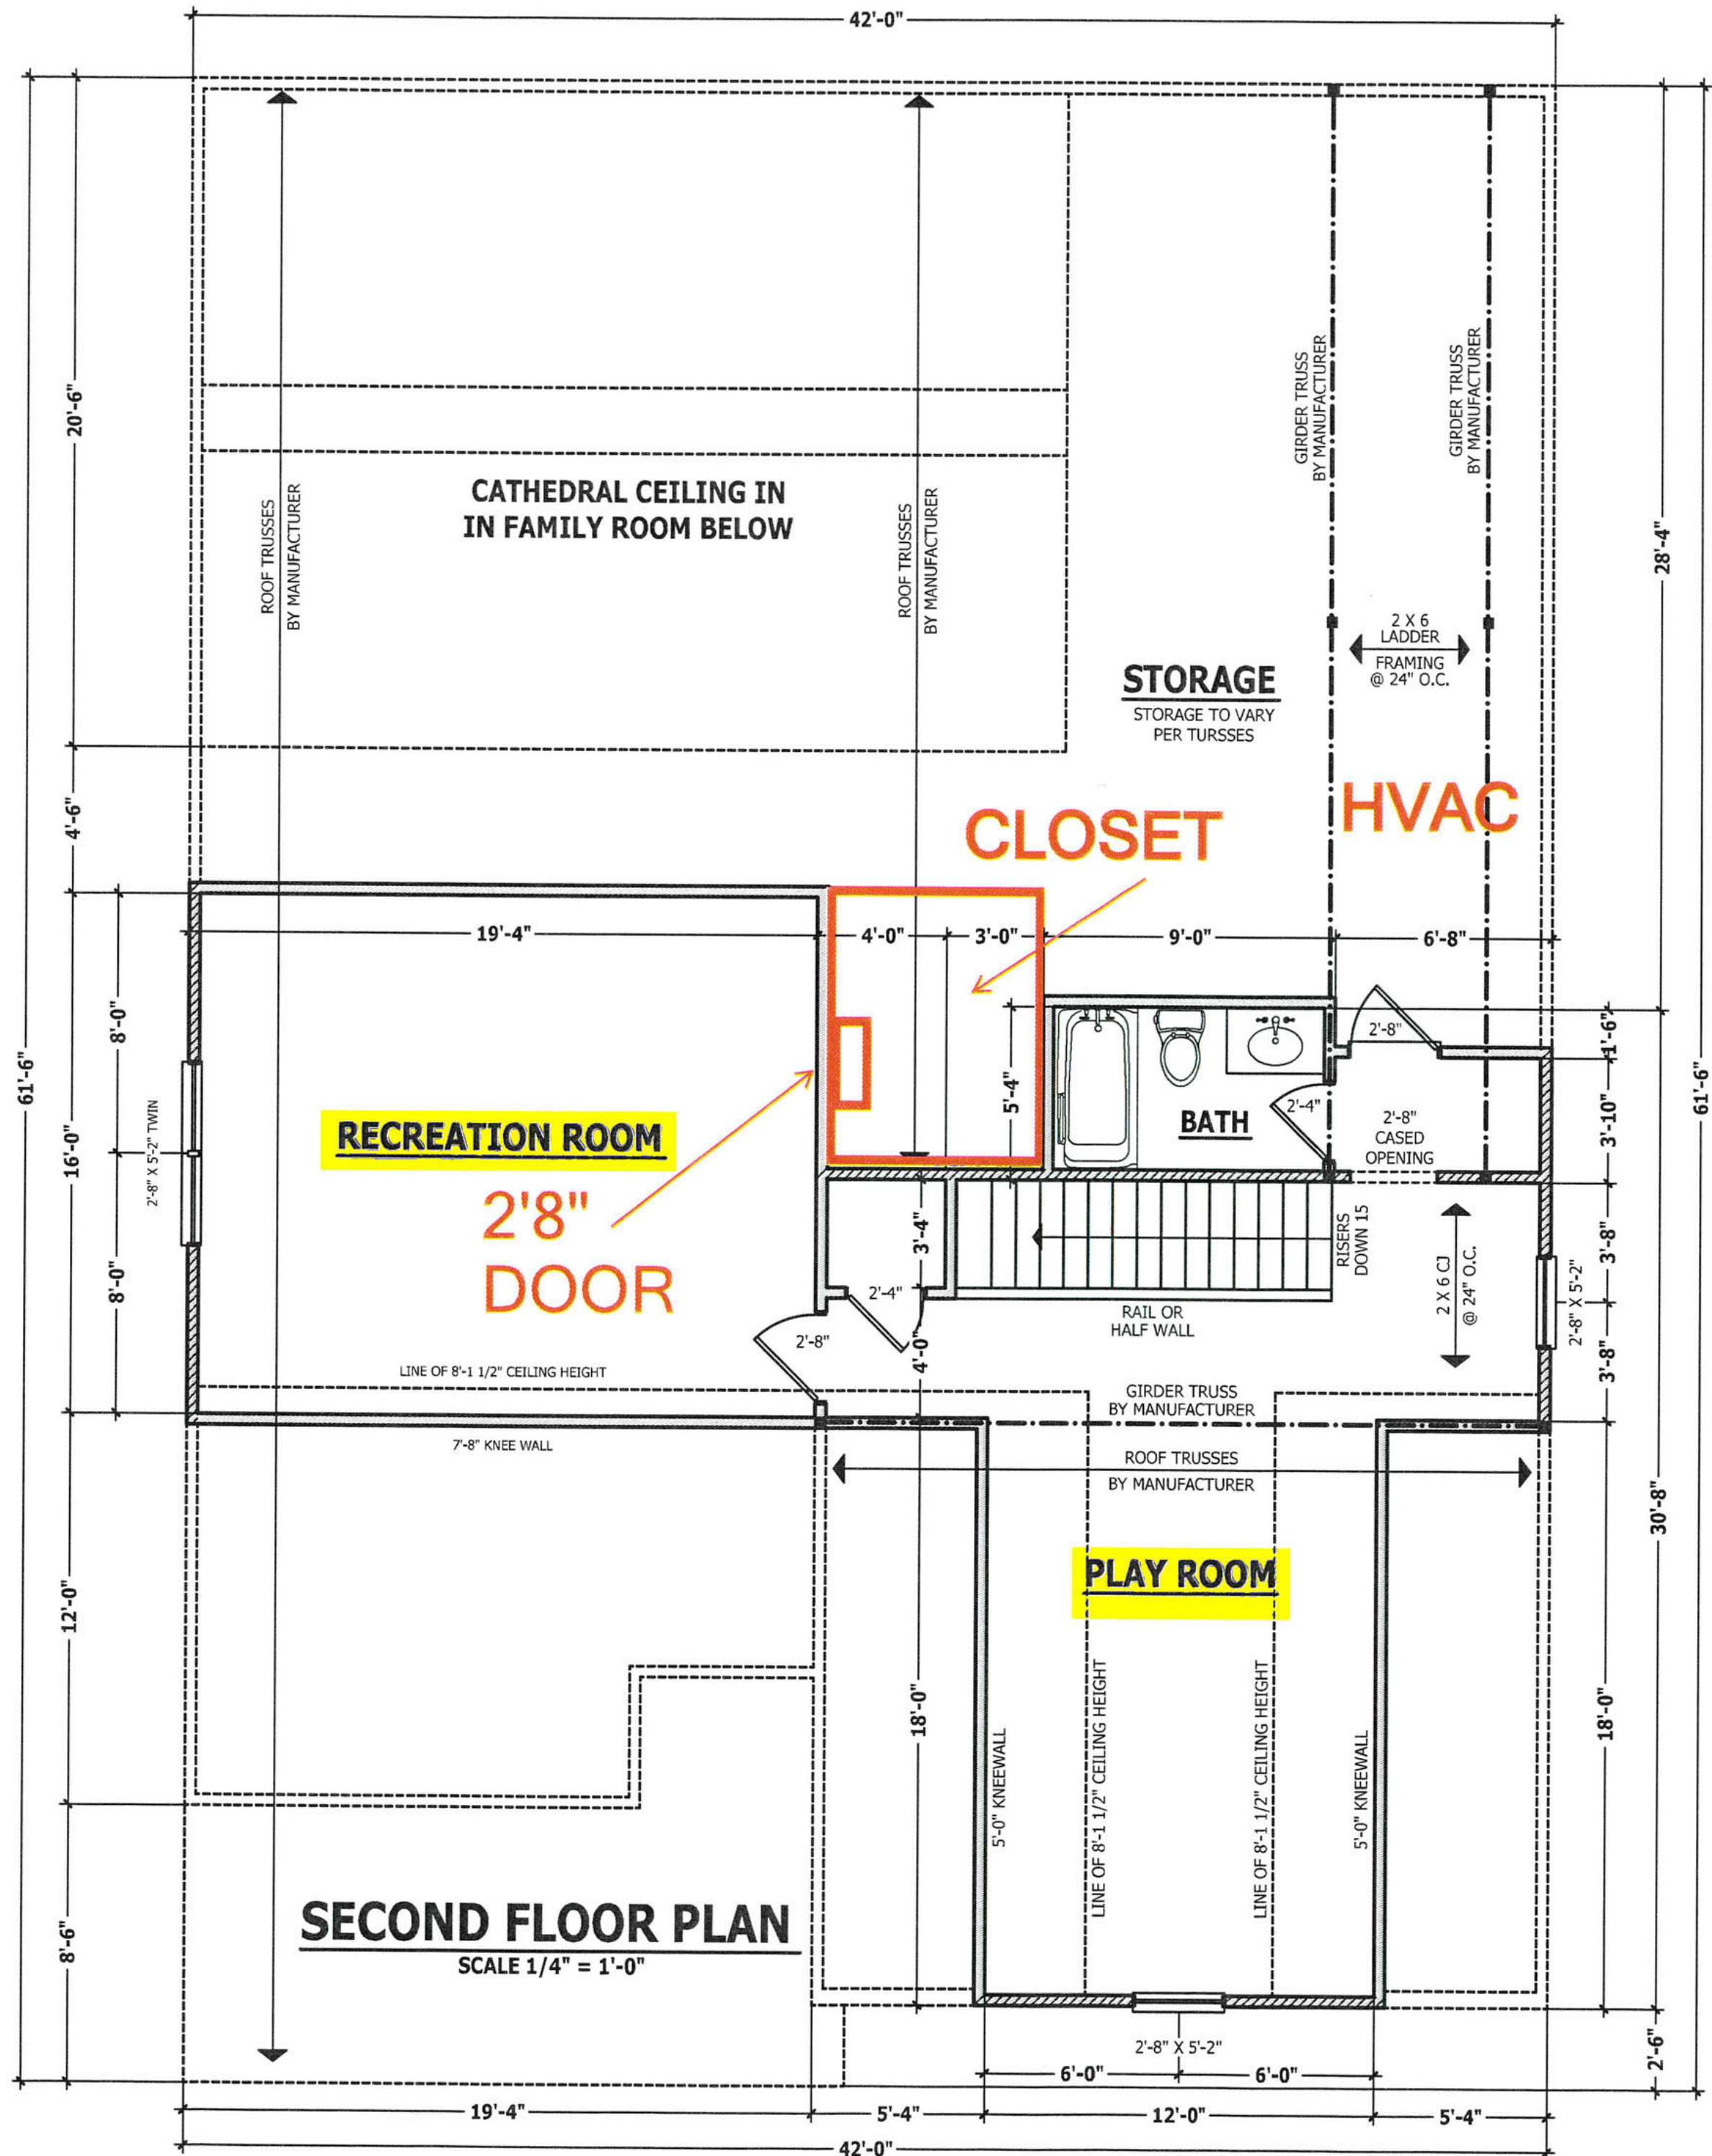 42'-0"
20'-6"
4'-6"
61'-6"
16'-0"
8'-0"
8'-0"
12'-0"
8'-6"
28'-4"
61'-6"
30'-8"
2'-6"
ROOF TRUSSES
BY MANUFACTURER
CATHEDRAL CEILING IN
IN FAMILY ROOM BELOW
ROOF TRUSSES
BY MANUFACTURER
GIRDER TRUSS
BY MANUFACTURER
GIRDER TRUSS
BY MANUFACTURER
2 X 6
LADDER
FRAMING
@ 24" O.C.
STORAGE
STORAGE TO VARY
PER TURSSES
HVAC
CLOSET
19'-4"
4'-0"
3'-0"
9'-0"
6'-8"
2'-8" X 5'-2" TWIN
RECREATION ROOM
2'8"
DOOR
5'-4"
BATH
2'-4"
2'-8"
2'-8"
CASED
OPENING
1'-6"
3'-10"
3'-8"
3'-8"
3'-4"
2'-4"
2'-8"
4'-0"
RISERS
DOWN 15
RAIL OR
HALF WALL
2 X 6 CJ
@ 24" O.C.
2'-8" X 5'-2"
LINE OF 8'-1 1/2" CEILING HEIGHT
7'-8" KNEE WALL
GIRDER TRUSS
BY MANUFACTURER
ROOF TRUSSES
BY MANUFACTURER
PLAY ROOM
18'-0"
5'-0" KNEEWALL
LINE OF 8'-1 1/2" CEILING HEIGHT
LINE OF 8'-1 1/2" CEILING HEIGHT
5'-0" KNEEWALL
18'-0"
SECOND FLOOR PLAN
SCALE 1/4" = 1'-0"
2'-8" X 5'-2"
6'-0"
6'-0"
19'-4"
5'-4"
12'-0"
5'-4"
42'-0"